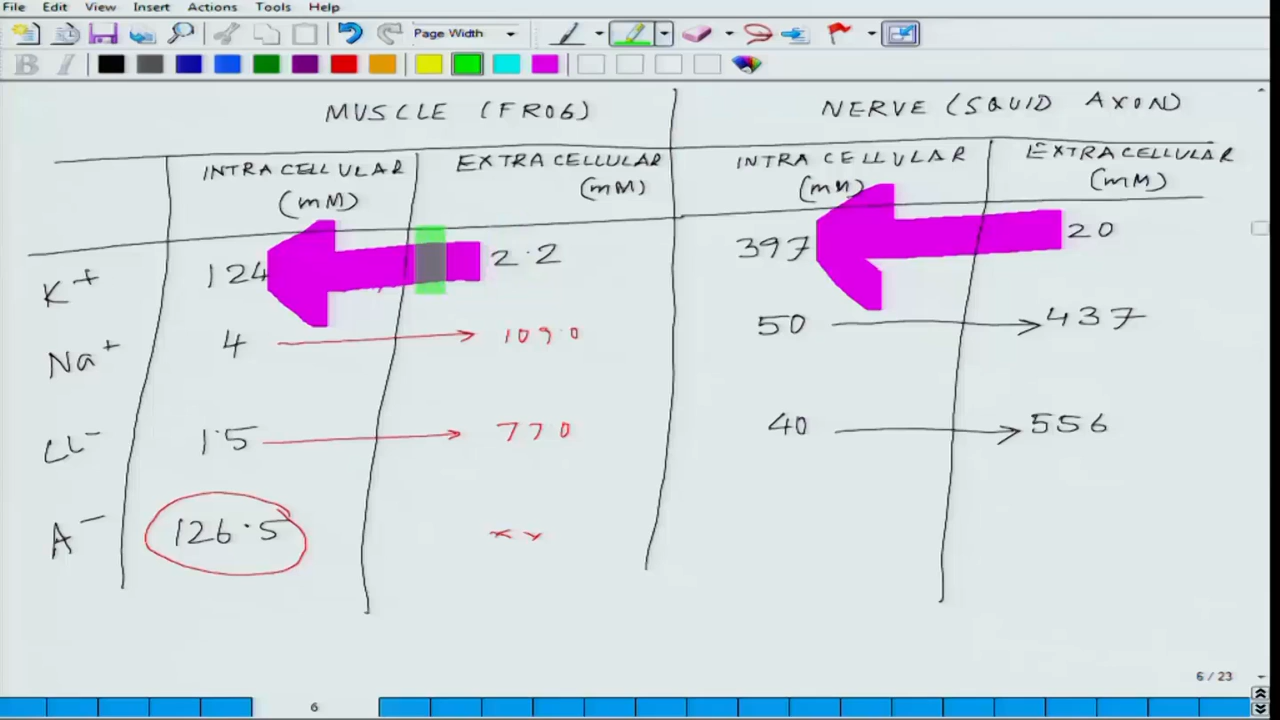 File Edit View Insert Actions Tools Help
Page Width
B I
MUSCLE (FROG) NERVE (SQUID AXON)
INTRACELLULAR (mM) EXTRACELLULAR (mM) INTRACELLULAR (mM) EXTRACELLULAR (mM)
K+ 124 2.2 397 20
Na+ 4 109.0 50 437
CL- 1.5 770 40 556
A- 126.5 xx
6 / 23
6